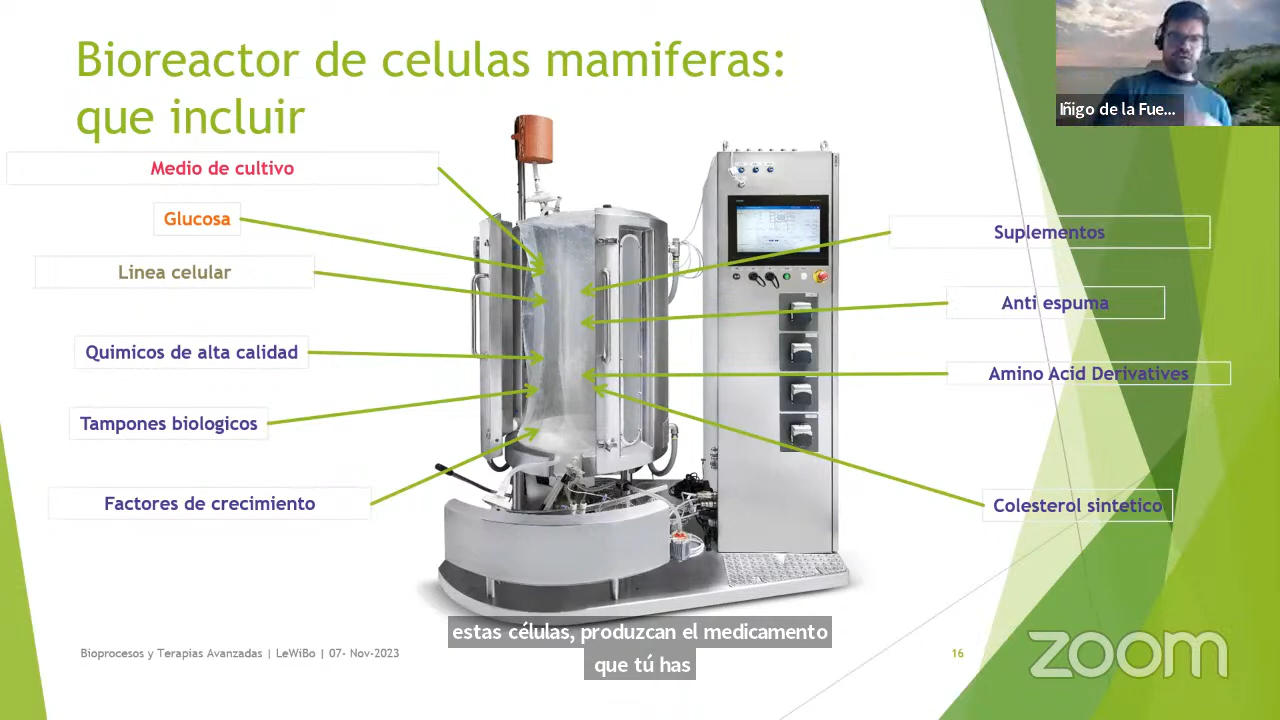 Bioreactor de celulas mamiferas:
que incluir
Iñigo de la Fue...
Medio de cultivo
Glucosa
Linea celular
Quimicos de alta calidad
Tampones biologicos
Factores de crecimiento
Suplementos
Anti espuma
Amino Acid Derivatives
Colesterol sintetico
estas células, produzcan el medicamento
que tú has
Bioprocesos y Terapias Avanzadas | LeWiBo | 07- Nov-2023
16
zoom